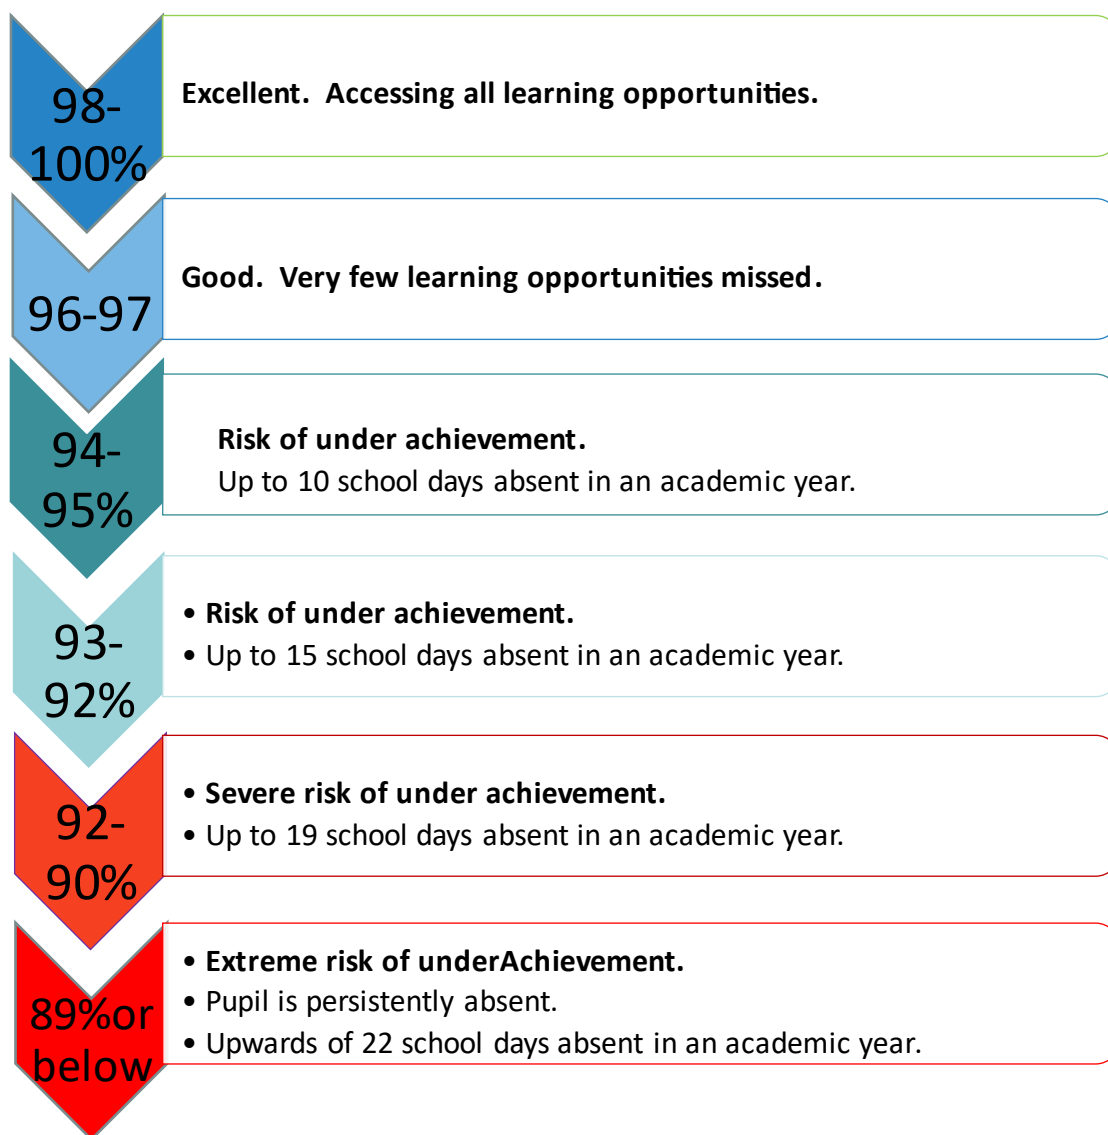 98-
100%
Excellent.  Accessing all learning opportunities.
96-97
Good.  Very few learning opportunities missed.
94-
95%
Risk of under achievement.
Up to 10 school days absent in an academic year.
93-
92%
• Risk of under achievement.
• Up to 15 school days absent in an academic year.
92-
90%
• Severe risk of under achievement.
• Up to 19 school days absent in an academic year.
89%or
below
• Extreme risk of underAchievement.
• Pupil is persistently absent.
• Upwards of 22 school days absent in an academic year.